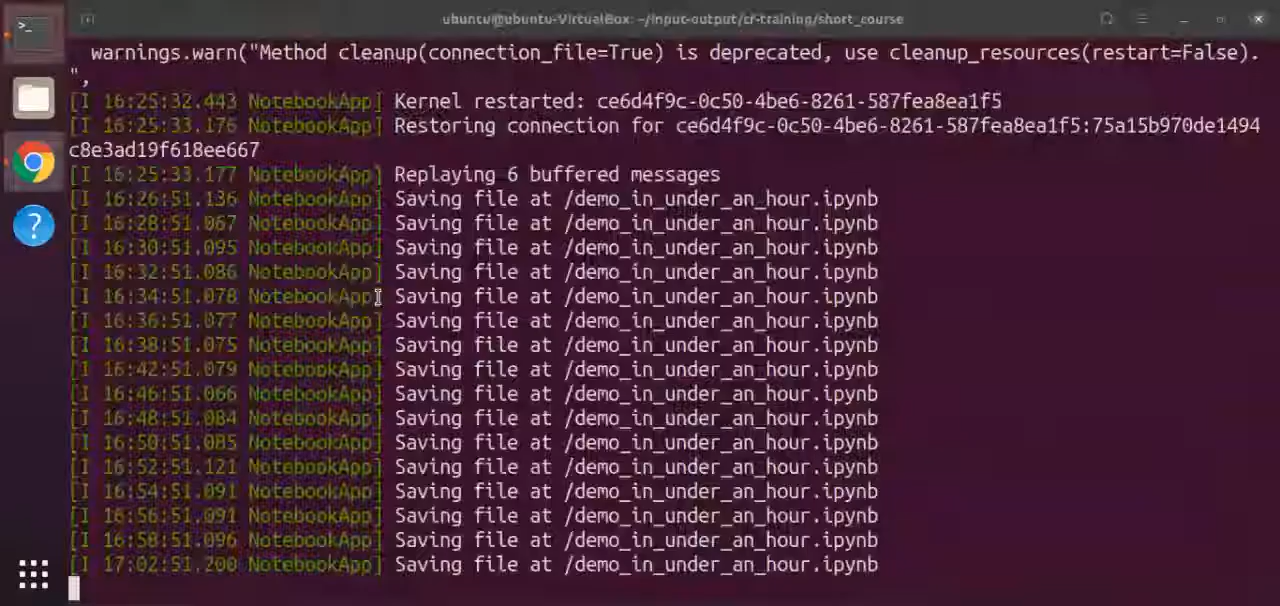 ubuntu@ubuntu-VirtualBox: ~/input-output/cr-training/short_course
warnings.warn("Method cleanup(connection_file=True) is deprecated, use cleanup_resources(restart=False).
",
[I 16:25:32.443 NotebookApp] Kernel restarted: ce6d4f9c-0c50-4be6-8261-587fea8ea1f5
[I 16:25:33.176 NotebookApp] Restoring connection for ce6d4f9c-0c50-4be6-8261-587fea8ea1f5:75a15b970de1494
c8e3ad19f618ee667
[I 16:25:33.177 NotebookApp] Replaying 6 buffered messages
[I 16:26:51.136 NotebookApp] Saving file at /demo_in_under_an_hour.ipynb
[I 16:28:51.067 NotebookApp] Saving file at /demo_in_under_an_hour.ipynb
[I 16:30:51.095 NotebookApp] Saving file at /demo_in_under_an_hour.ipynb
[I 16:32:51.086 NotebookApp] Saving file at /demo_in_under_an_hour.ipynb
[I 16:34:51.078 NotebookApp] Saving file at /demo_in_under_an_hour.ipynb
[I 16:36:51.077 NotebookApp] Saving file at /demo_in_under_an_hour.ipynb
[I 16:38:51.075 NotebookApp] Saving file at /demo_in_under_an_hour.ipynb
[I 16:42:51.079 NotebookApp] Saving file at /demo_in_under_an_hour.ipynb
[I 16:46:51.066 NotebookApp] Saving file at /demo_in_under_an_hour.ipynb
[I 16:48:51.084 NotebookApp] Saving file at /demo_in_under_an_hour.ipynb
[I 16:50:51.085 NotebookApp] Saving file at /demo_in_under_an_hour.ipynb
[I 16:52:51.121 NotebookApp] Saving file at /demo_in_under_an_hour.ipynb
[I 16:54:51.091 NotebookApp] Saving file at /demo_in_under_an_hour.ipynb
[I 16:56:51.091 NotebookApp] Saving file at /demo_in_under_an_hour.ipynb
[I 16:58:51.096 NotebookApp] Saving file at /demo_in_under_an_hour.ipynb
[I 17:02:51.200 NotebookApp] Saving file at /demo_in_under_an_hour.ipynb